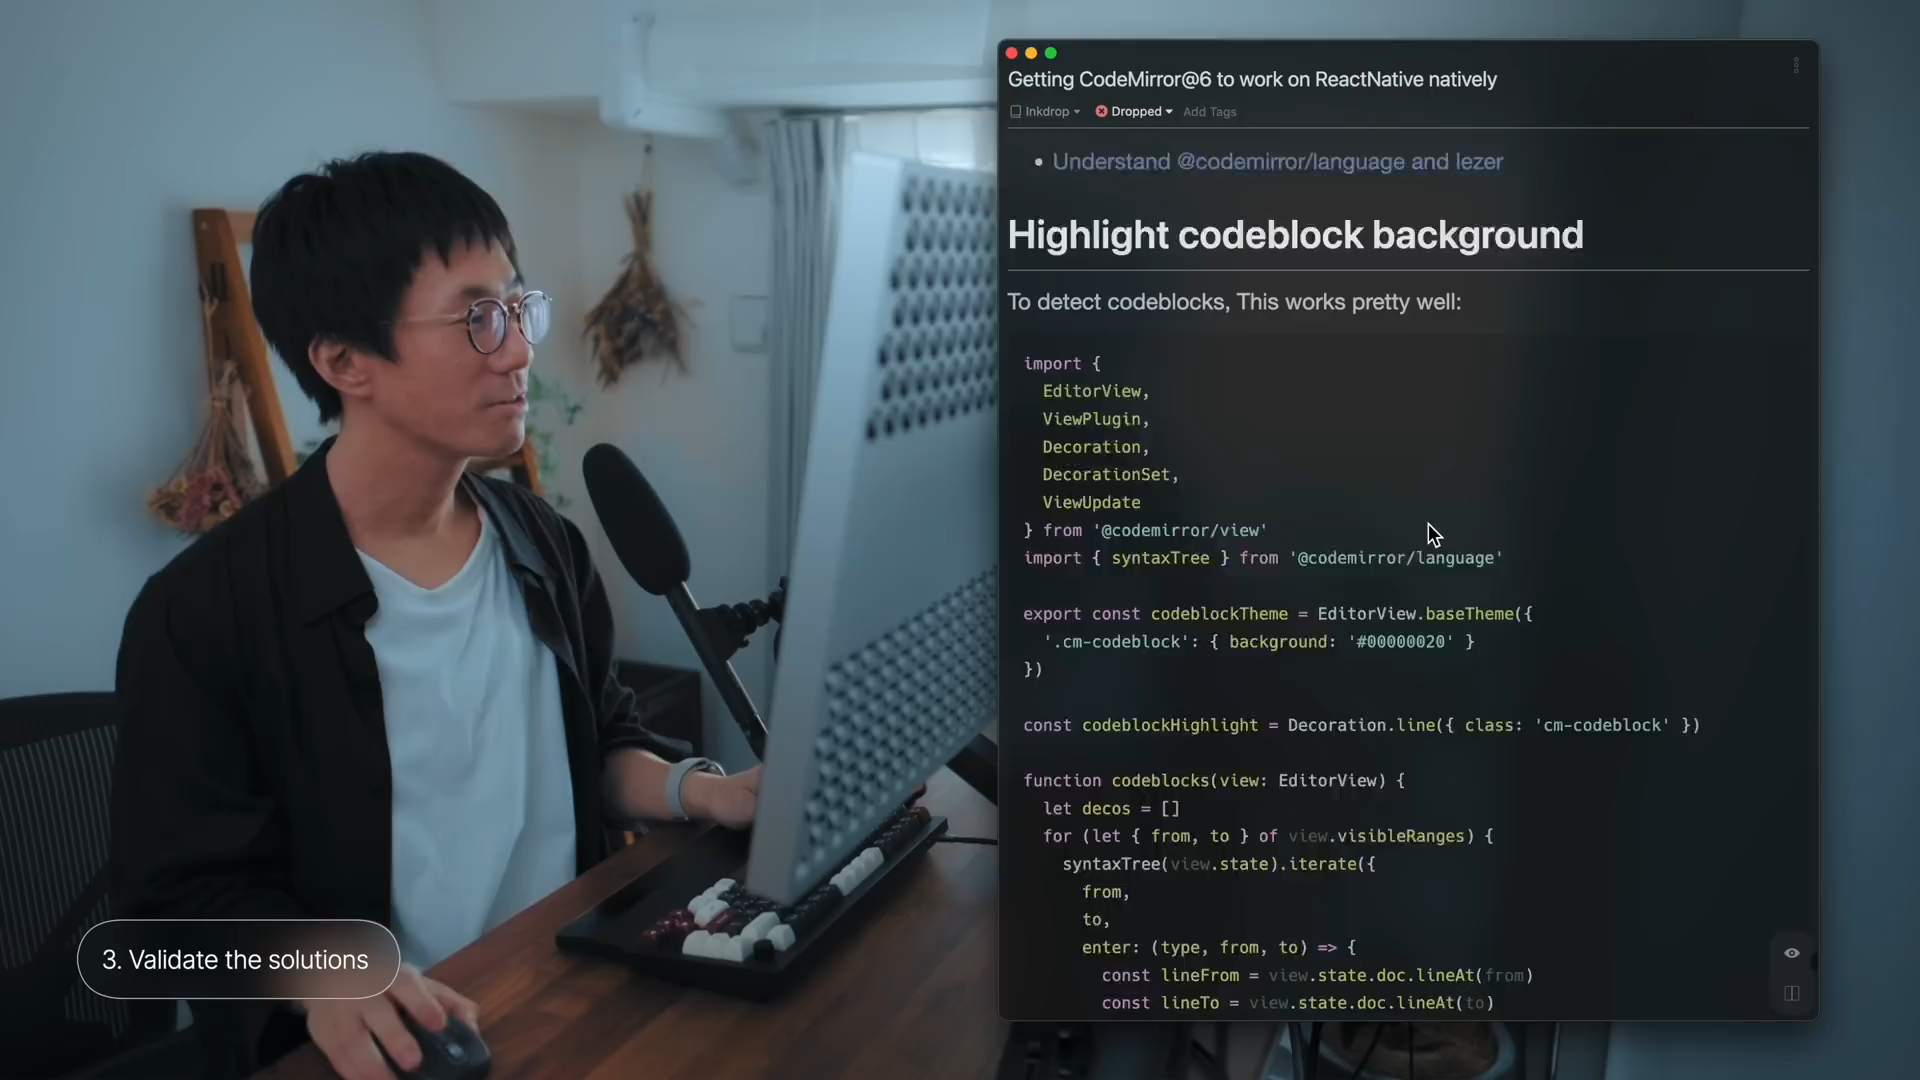 Getting CodeMirror@6 to work on ReactNative natively
Inkdrop Dropped Add Tags
• Understand @codemirror/language and lezer
Highlight codeblock background
To detect codeblocks, This works pretty well:
import {
  EditorView,
  ViewPlugin,
  Decoration,
  DecorationSet,
  ViewUpdate
} from '@codemirror/view'
import { syntaxTree } from '@codemirror/language'
export const codeblockTheme = EditorView.baseTheme({
  '.cm-codeblock': { background: '#00000020' }
})
const codeblockHighlight = Decoration.line({ class: 'cm-codeblock' })
function codeblocks(view: EditorView) {
  let decos = []
  for (let { from, to } of view.visibleRanges) {
    syntaxTree(view.state).iterate({
      from,
      to,
      enter: (type, from, to) => {
        const lineFrom = view.state.doc.lineAt(from)
        const lineTo = view.state.doc.lineAt(to)
3. Validate the solutions